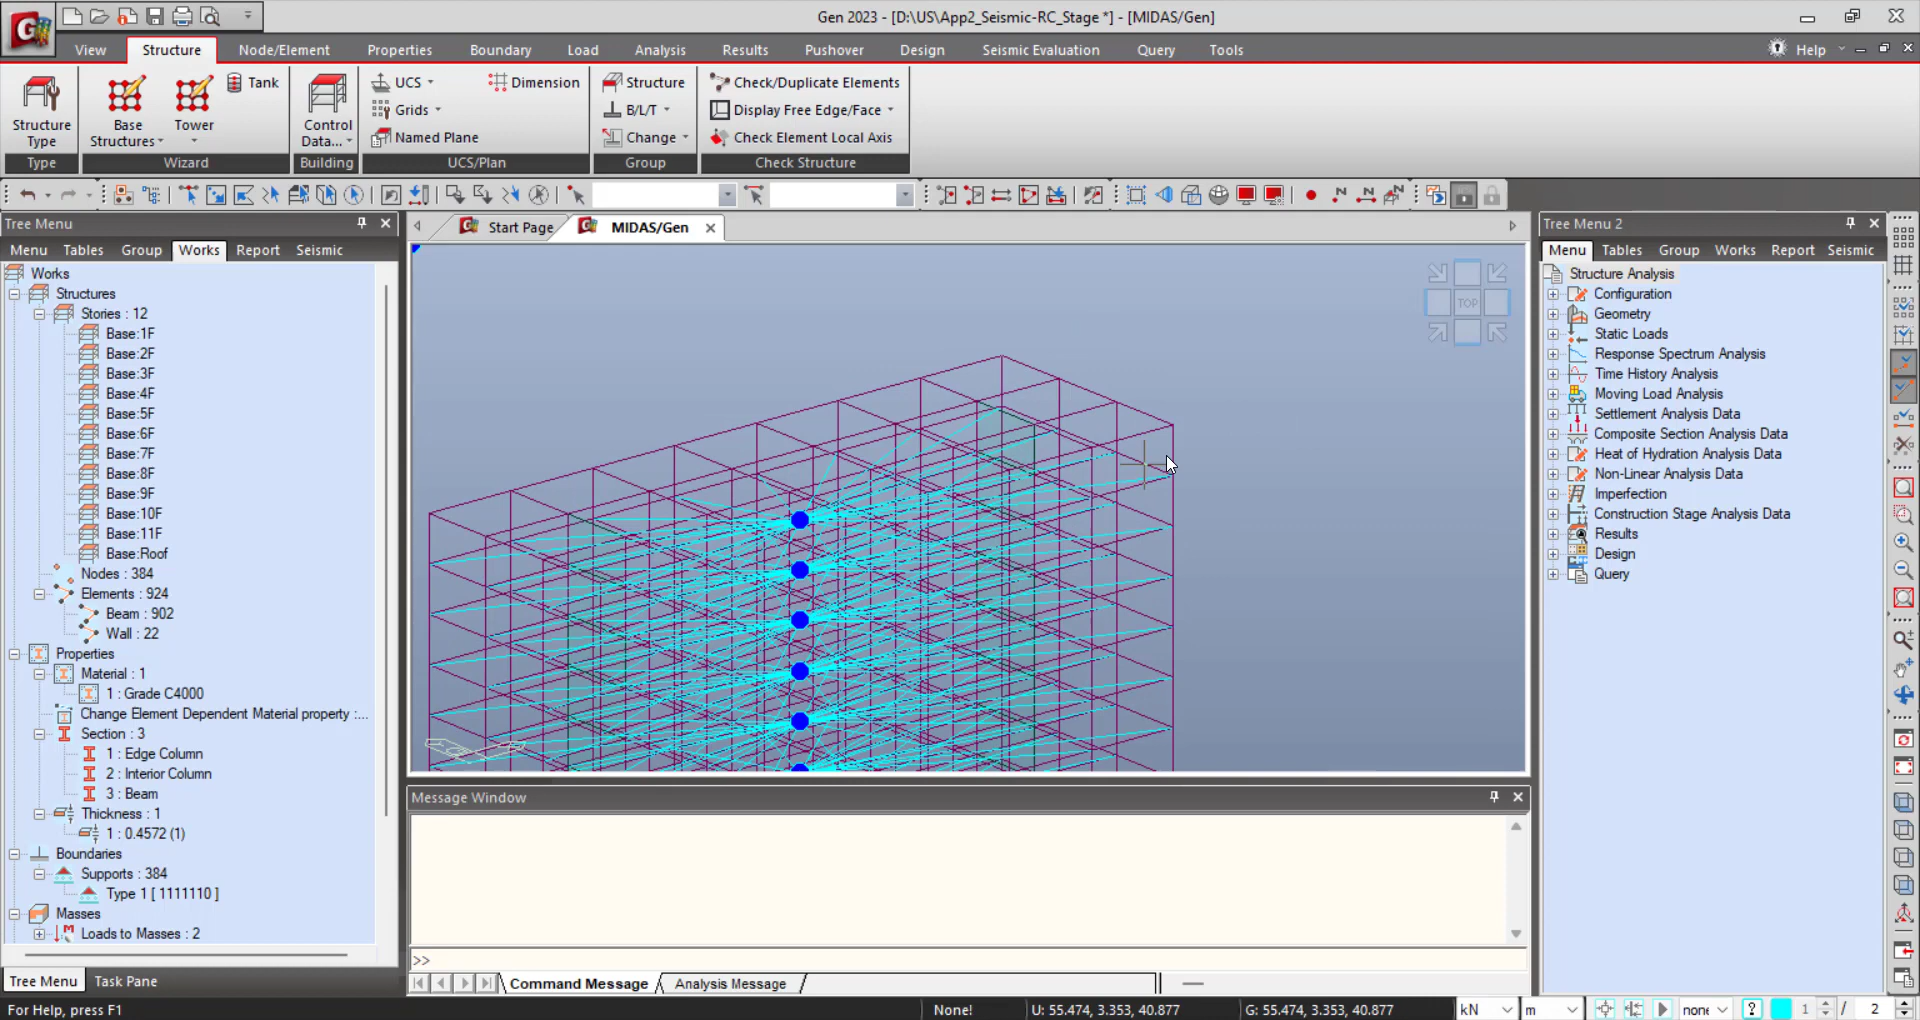 Gen 2023 - [D:\US\App2_Seismic-RC_Stage *] - [MIDAS/Gen]
View Structure Node/Element Properties Boundary Load Analysis Results Pushover Design Seismic Evaluation Query Tools Help
Structure Type
Base Structures
Tower
Tank
Control Data...
UCS
Grids
Named Plane
Dimension
Structure
B/L/T
Change
Check/Duplicate Elements
Display Free Edge/Face
Check Element Local Axis
Type Wizard Building UCS/Plan Group Check Structure
Tree Menu
Menu Tables Group Works Report Seismic
Works
Structures
Stories : 12
Base:1F
Base:2F
Base:3F
Base:4F
Base:5F
Base:6F
Base:7F
Base:8F
Base:9F
Base:10F
Base:11F
Base:Roof
Nodes : 384
Elements : 924
Beam : 902
Wall : 22
Properties
Material : 1
1 : Grade C4000
Change Element Dependent Material property :...
Section : 3
1 : Edge Column
2 : Interior Column
3 : Beam
Thickness : 1
1 : 0.4572 (1)
Boundaries
Supports : 384
Type 1 [ 1111110 ]
Masses
Loads to Masses : 2
Tree Menu Task Pane
Start Page MIDAS/Gen
TOP
Message Window
>>
Command Message Analysis Message
Tree Menu 2
Menu Tables Group Works Report Seismic
Structure Analysis
Configuration
Geometry
Static Loads
Response Spectrum Analysis
Time History Analysis
Moving Load Analysis
Settlement Analysis Data
Composite Section Analysis Data
Heat of Hydration Analysis Data
Non-Linear Analysis Data
Imperfection
Construction Stage Analysis Data
Results
Design
Query
For Help, press F1 None! U: 55.474, 3.353, 40.877 G: 55.474, 3.353, 40.877 kN m none ? 1 / 2